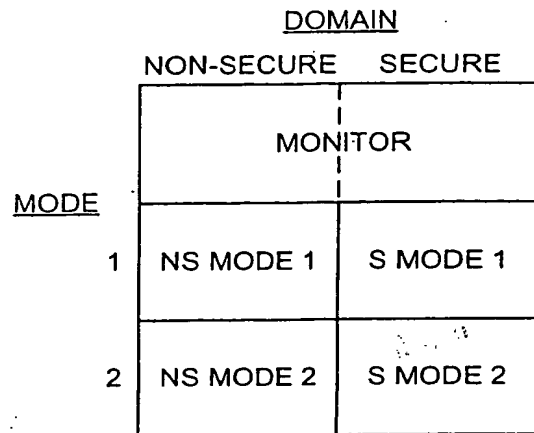 DOMAIN
NON-SECURE SECURE
MONITOR
MODE
1 NS MODE 1 S MODE 1
2 NS MODE 2 S MODE 2